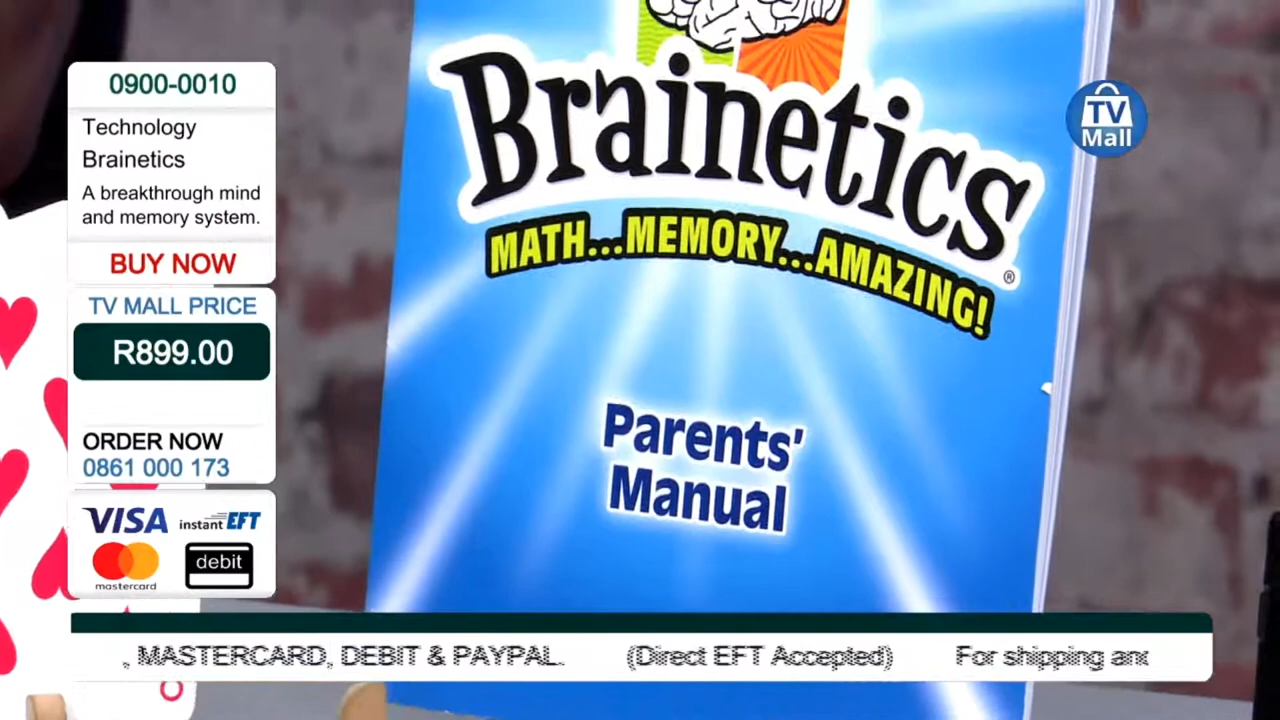 0900-0010
Technology
Brainetics
A breakthrough mind
and memory system.
BUY NOW
TV MALL PRICE
R899.00
ORDER NOW
0861 000 173
VISA
instant EFT
mastercard
debit
Brainetics®
MATH...MEMORY...AMAZING!
Parents'
Manual
TV
Mall
, MASTERCARD, DEBIT & PAYPAL. (Direct EFT Accepted) For shipping